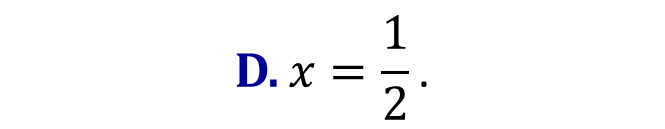 D. x = 1/2.